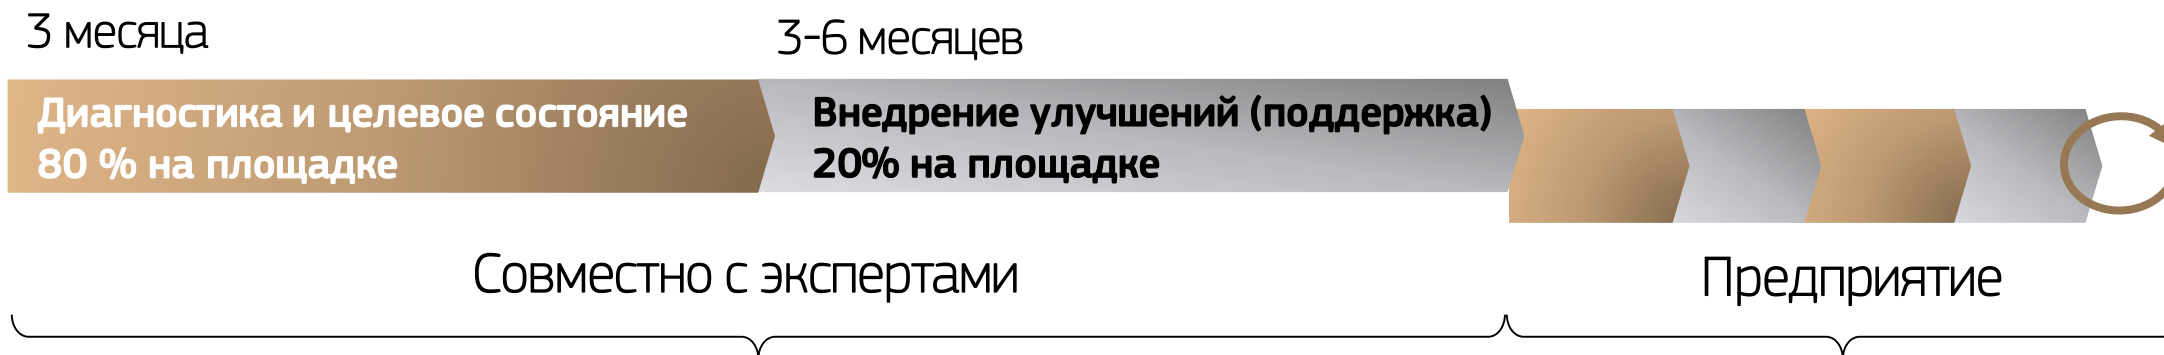 3 месяца
3-6 месяцев
Диагностика и целевое состояние
80 % на площадке
Внедрение улучшений (поддержка)
20% на площадке
Совместно с экспертами
Предприятие